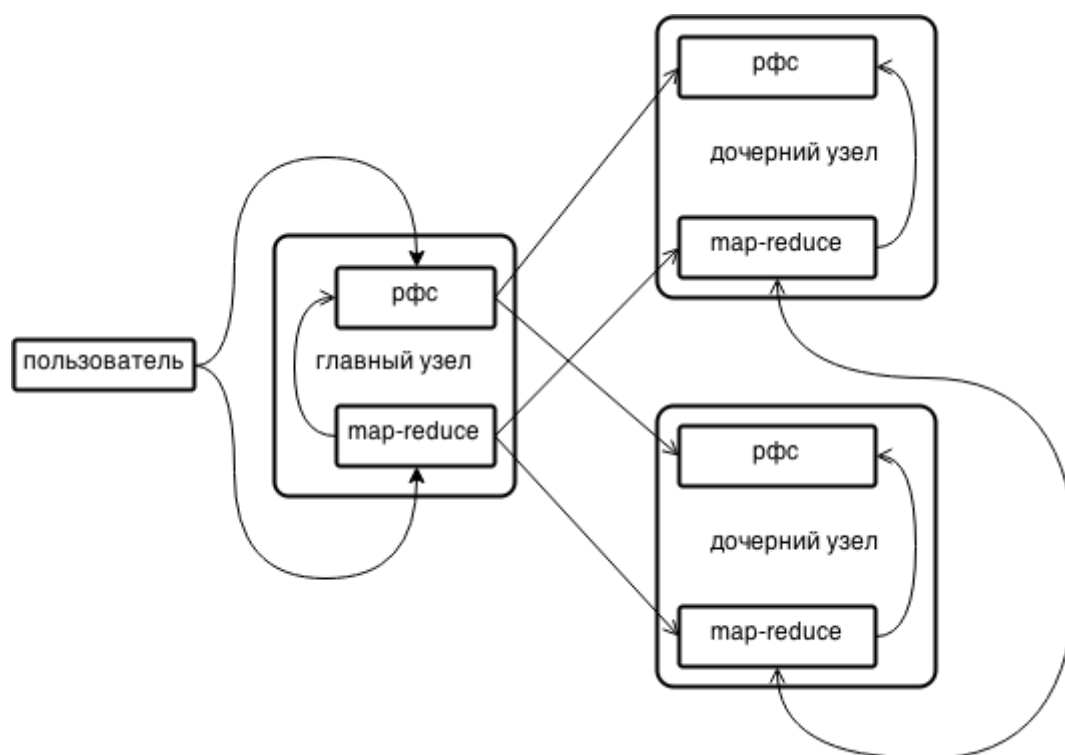 пользователь
рфс
главный узел
map-reduce
рфс
дочерний узел
map-reduce
рфс
дочерний узел
map-reduce